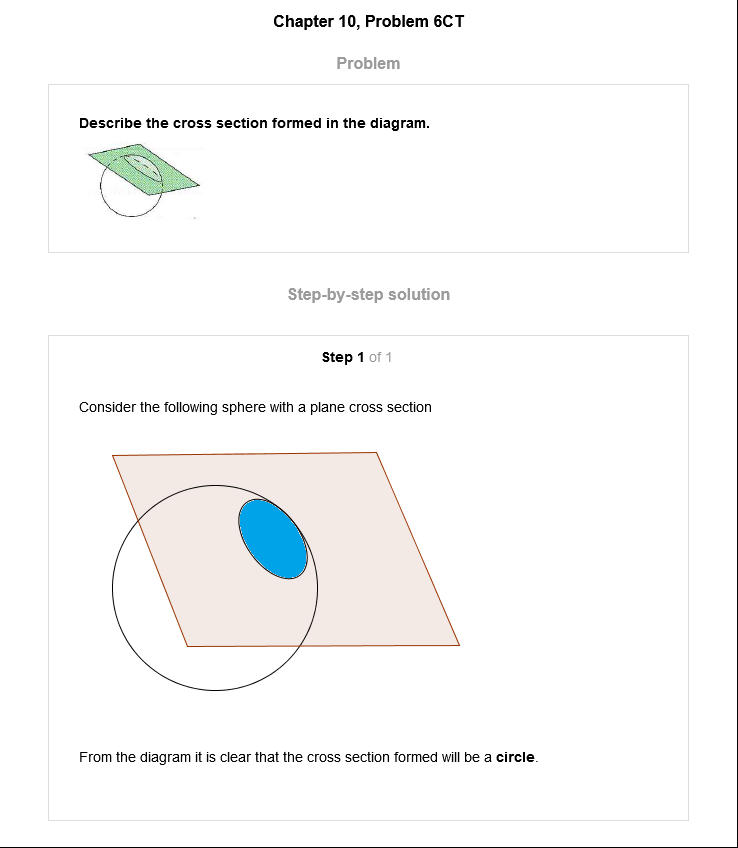 Chapter 10, Problem 6CT
Problem
Describe the cross section formed in the diagram.
Step-by-step solution
Step 1 of 1
Consider the following sphere with a plane cross section
From the diagram it is clear that the cross section formed will be a circle.